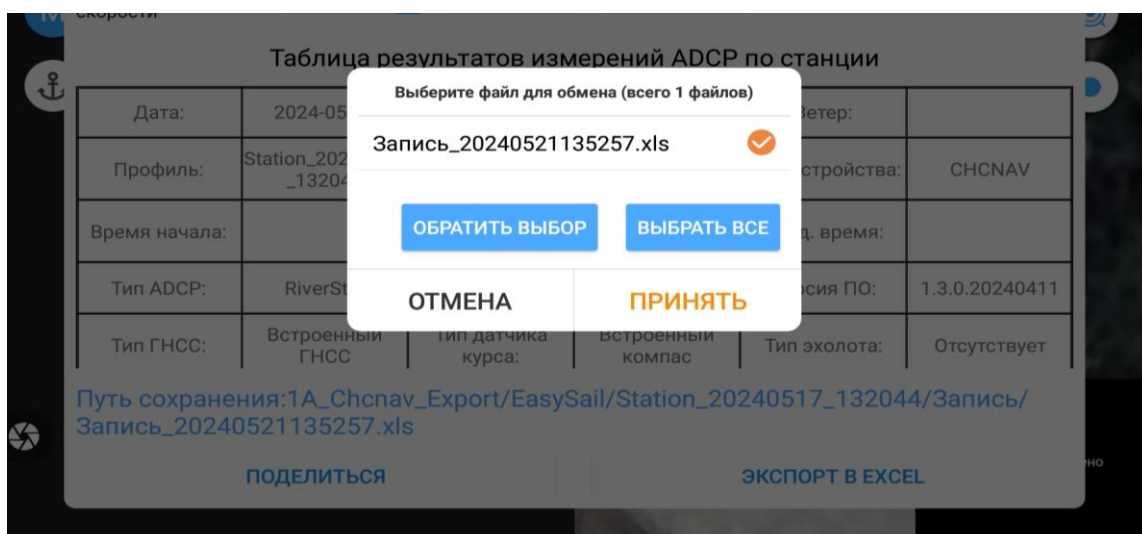 скорости
Таблица результатов измерений ADCP по станции
Выберите файл для обмена (всего 1 файлов)
Дата:
2024-05
Ветер:
Запись_20240521135257.xls
Профиль:
Station_202
_13204
стройства:
CHCNAV
ОБРАТИТЬ ВЫБОР
ВЫБРАТЬ ВСЕ
Время начала:
д. время:
Тип ADCP:
RiverSt
ОТМЕНА
ПРИНЯТЬ
рсия ПО:
1.3.0.20240411
Тип ГНСС:
Встроенный
ГНСС
Тип датчика
курса:
Встроенный
компас
Тип эхолота:
Отсутствует
Путь сохранения:1A_Chcnav_Export/EasySail/Station_20240517_132044/Запись/
Запись_20240521135257.xls
ПОДЕЛИТЬСЯ
ЭКСПОРТ В EXCEL